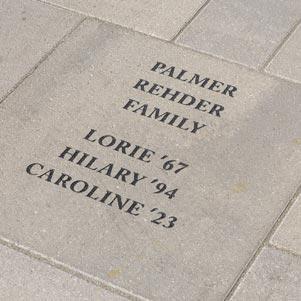 PALMER
REHDER
FAMILY
LORIE '67
HILARY '94
CAROLINE '23